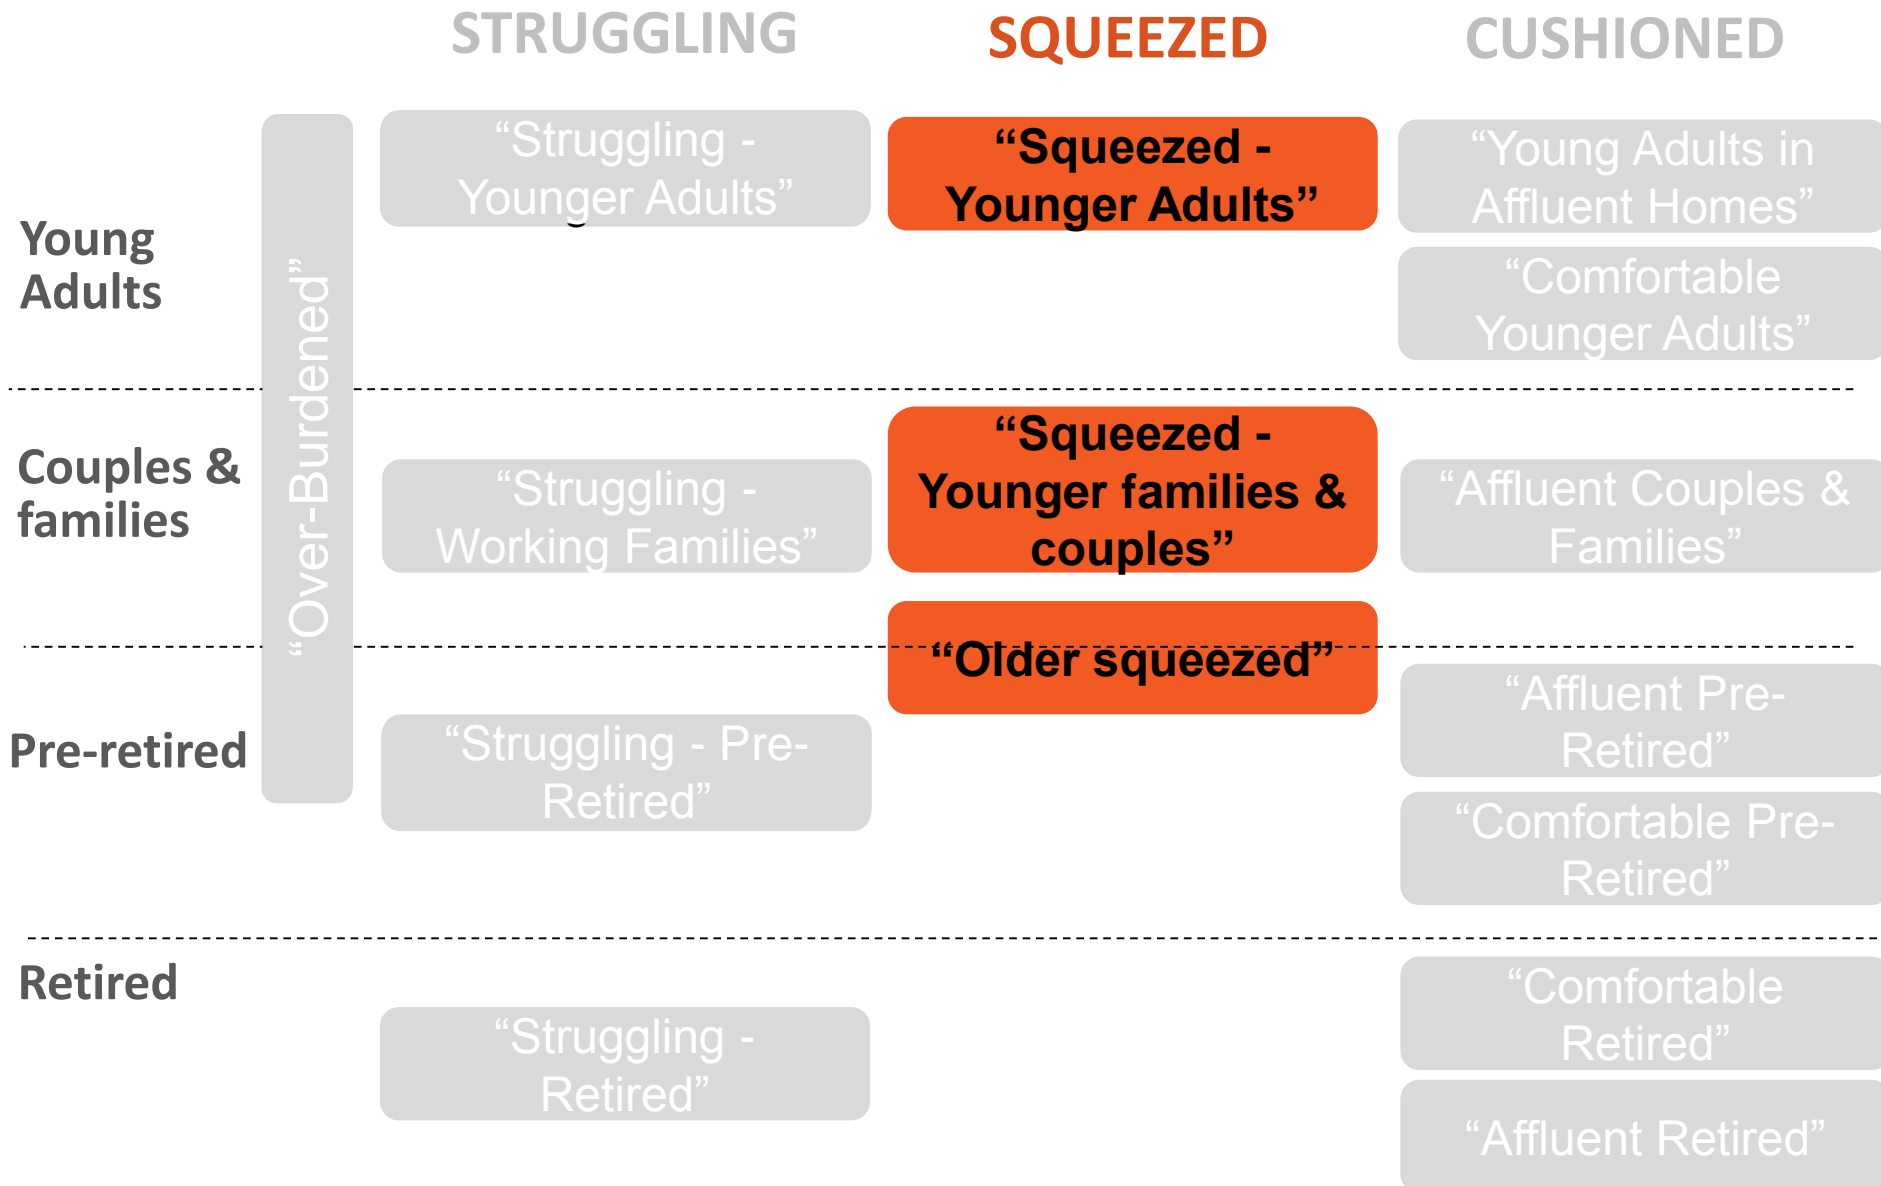 STRUGGLING
SQUEEZED
CUSHIONED
Young
Adults
“Over-Burdened”
“Struggling -
Younger Adults”
“Squeezed -
Younger Adults”
“Young Adults in
Affluent Homes”
“Comfortable
Younger Adults”
Couples &
families
“Struggling -
Working Families”
“Squeezed -
Younger families &
couples”
“Affluent Couples &
Families”
“Older squeezed”
Pre-retired
“Struggling - Pre-
Retired”
“Affluent Pre-
Retired”
“Comfortable Pre-
Retired”
Retired
“Struggling -
Retired”
“Comfortable
Retired”
“Affluent Retired”